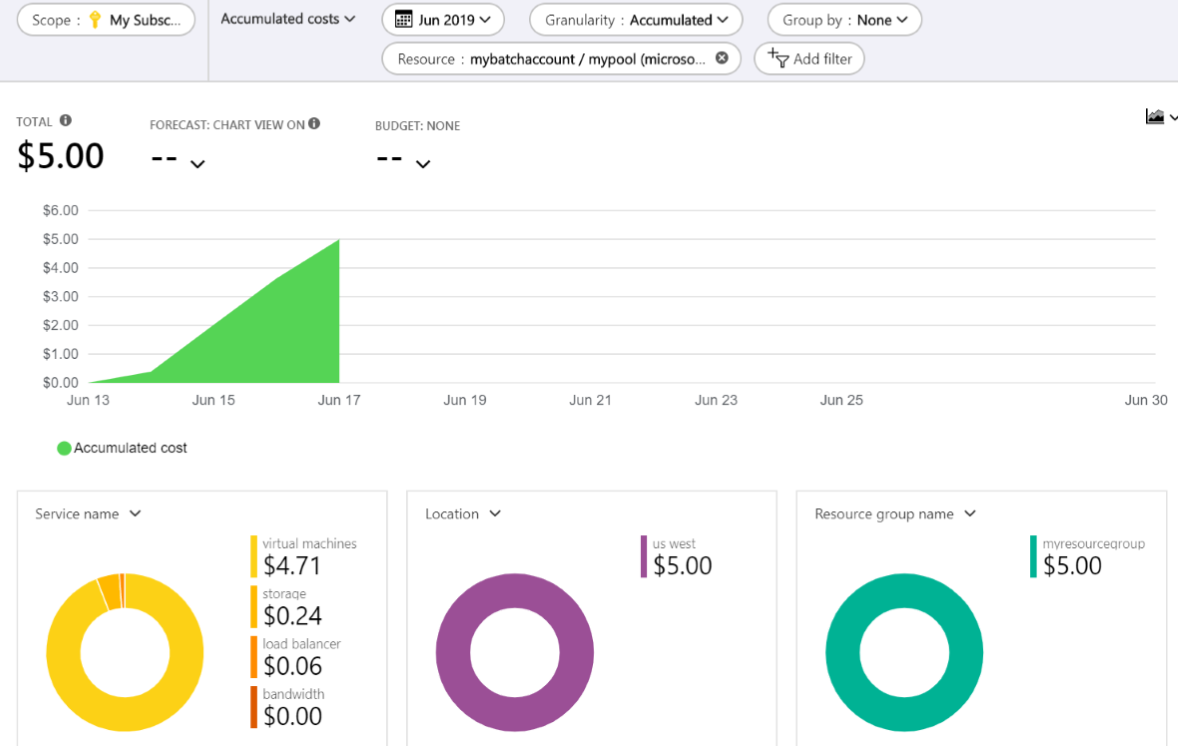 Scope : My Subsc...
Accumulated costs
Jun 2019
Granularity : Accumulated
Group by : None
Resource : mybatchaccount / mypool (microso...
Add filter
TOTAL
$5.00
FORECAST: CHART VIEW ON
--
BUDGET: NONE
--
$6.00
$5.00
$4.00
$3.00
$2.00
$1.00
$0.00
Jun 13 Jun 15 Jun 17 Jun 19 Jun 21 Jun 23 Jun 25 Jun 30
Accumulated cost
Service name
virtual machines
$4.71
storage
$0.24
load balancer
$0.06
bandwidth
$0.00
Location
us west
$5.00
Resource group name
myresourcegroup
$5.00